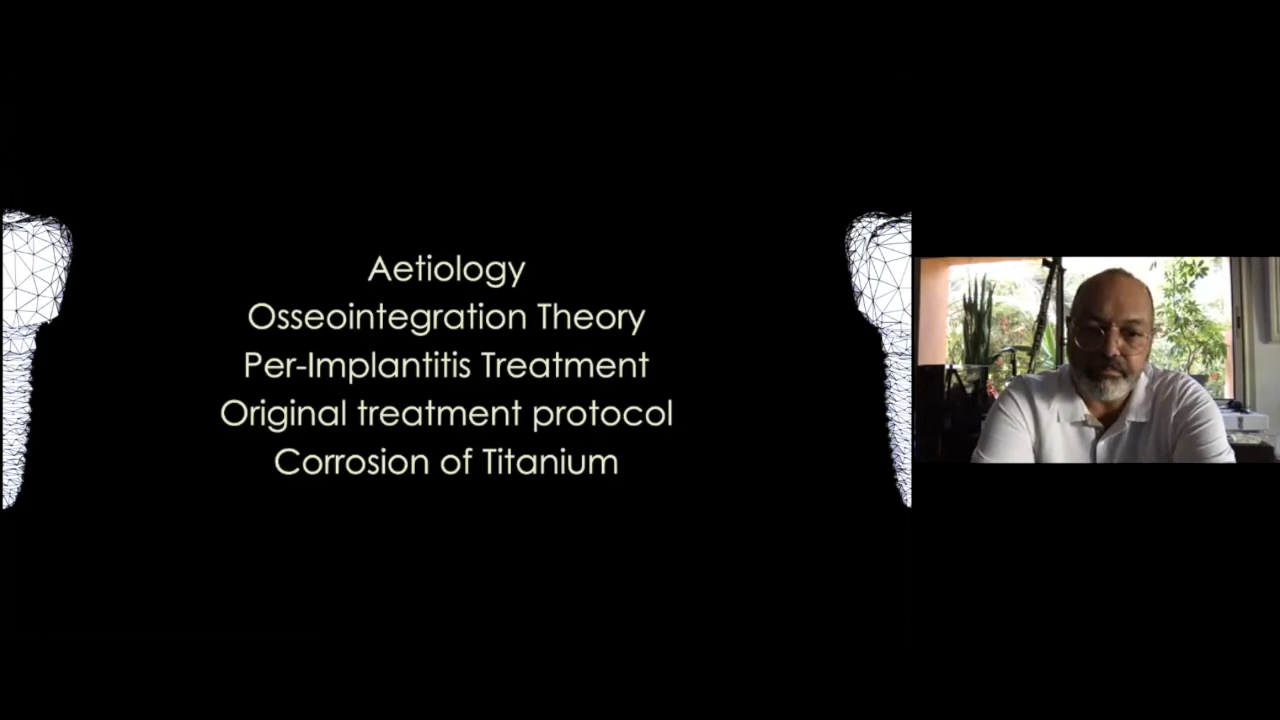 Aetiology
Osseointegration Theory
Per-Implantitis Treatment
Original treatment protocol
Corrosion of Titanium